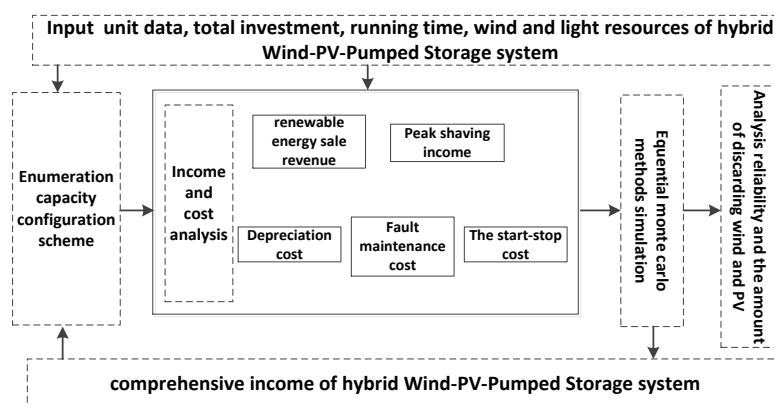 Input unit data, total investment, running time, wind and light resources of hybrid
Wind-PV-Pumped Storage system
Enumeration
capacity
configuration
scheme
Income
and
cost
analysis
renewable
energy sale
revenue
Peak shaving
income
Depreciation
cost
Fault
maintenance
cost
The start-stop
cost
Equential monte carlo
methods simulation
Analysis reliability and the amount
of discarding wind and PV
comprehensive income of hybrid Wind-PV-Pumped Storage system